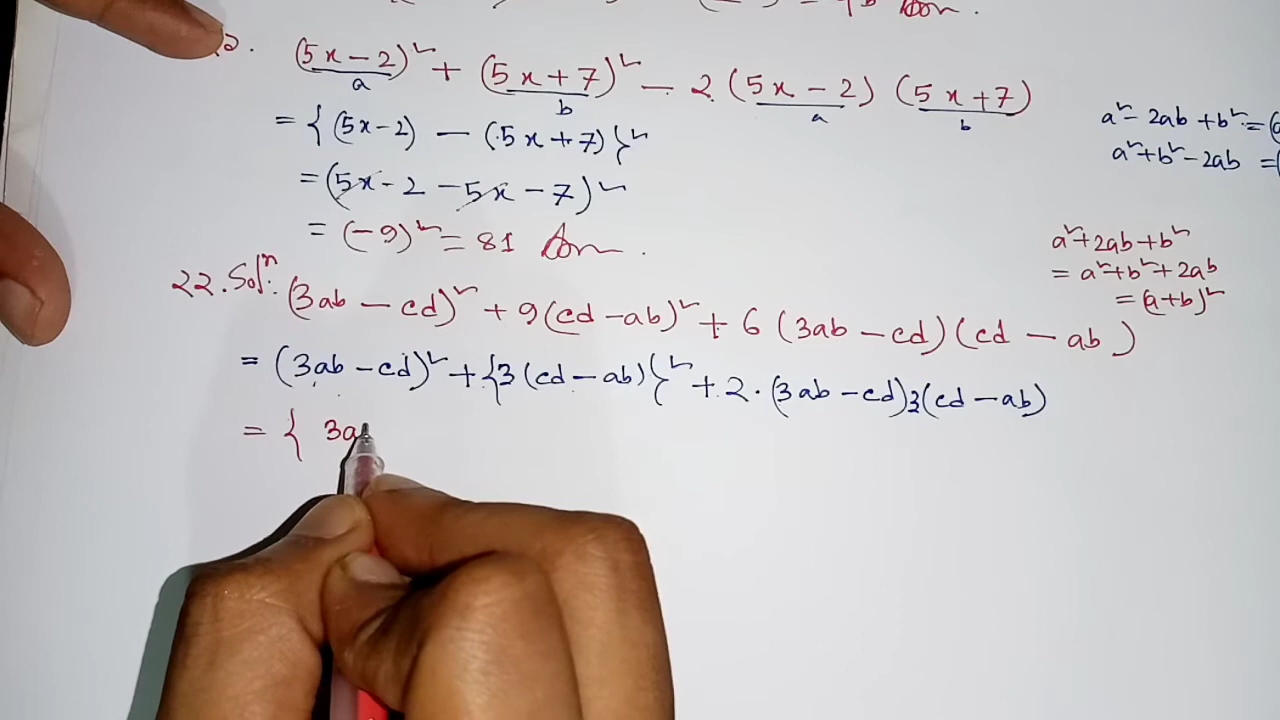 (5x-2)² + (5x+7)² - 2(5x-2)(5x+7)
a b a b
= {(5x-2) - (5x+7)}²
= (5x-2-5x-7)²
= (-9)² = 81
a²-2ab+b²=
a²+b²-2ab =
a²+2ab+b²
= a²+b²+2ab
= (a+b)²
22. Solⁿ: (3ab-cd)² + 9(cd-ab)² + 6(3ab-cd)(cd-ab)
= (3ab-cd)² + {3(cd-ab)}² + 2.(3ab-cd)3(cd-ab)
= { 3a